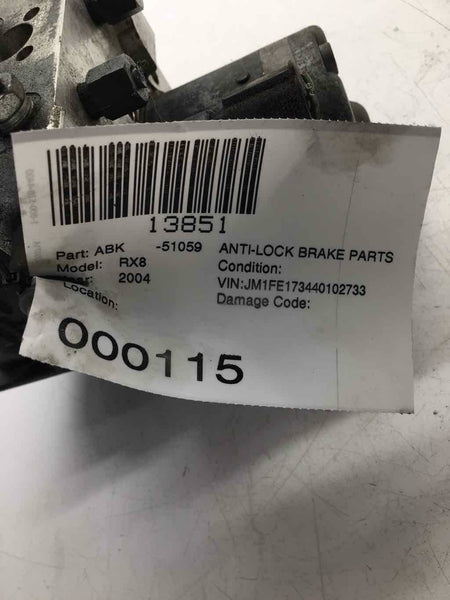 13851
Part: ABK -51059 ANTI-LOCK BRAKE PARTS
Model: RX8 Condition:
2004 VIN:JM1FE173440102733
Location: Damage Code:
000115